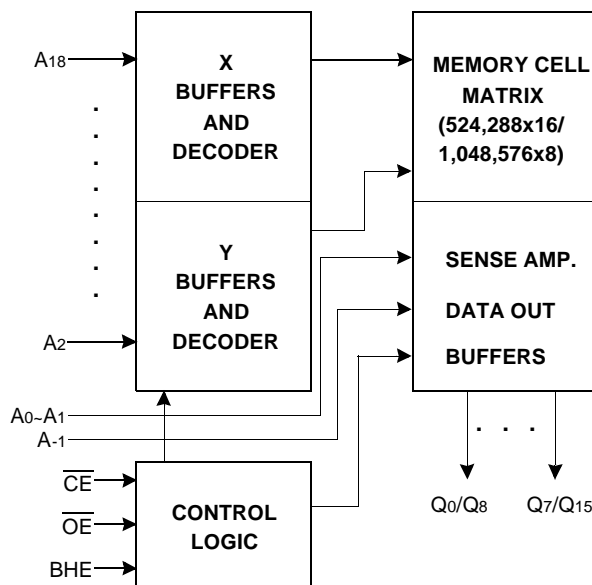 A18
X
BUFFERS
AND
DECODER
MEMORY CELL
MATRIX
(524,288x16/
1,048,576x8)
Y
BUFFERS
AND
DECODER
SENSE AMP.
DATA OUT
BUFFERS
A2
A0~A1
A-1
CE
OE
BHE
CONTROL
LOGIC
. . .
Q0/Q8
Q7/Q15